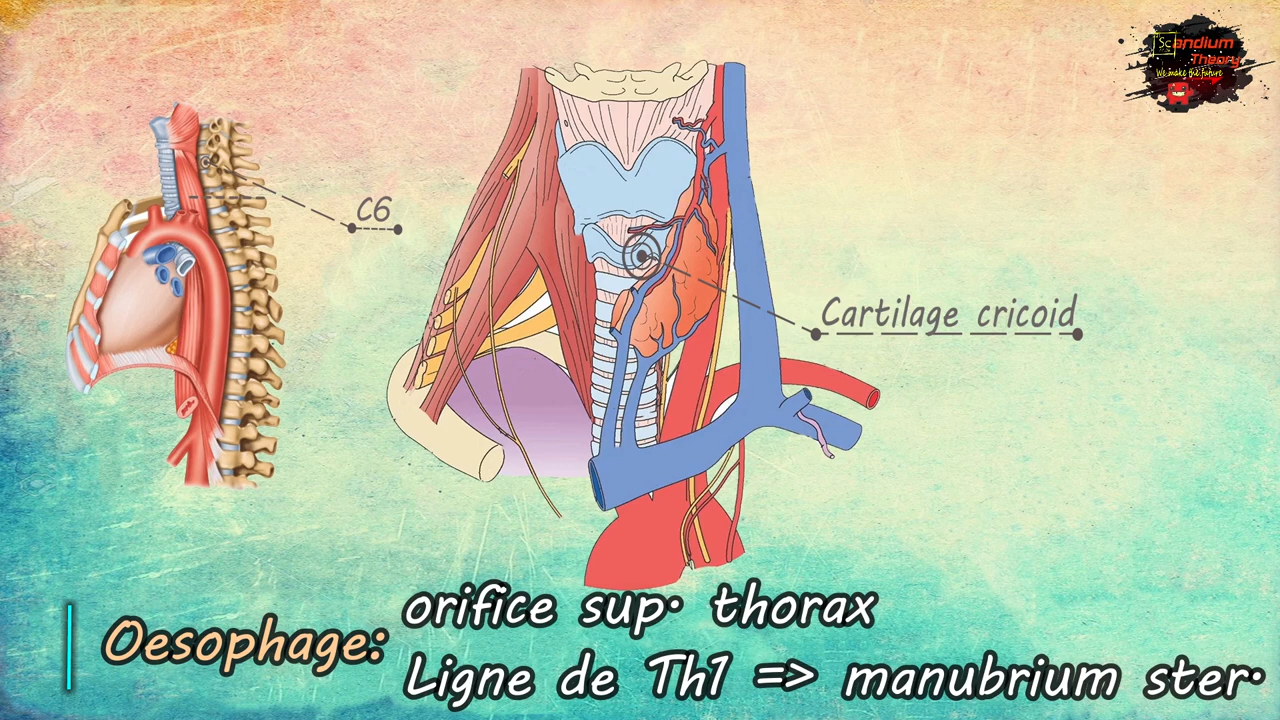 Scandium
Theory
We make the future
C6
Cartilage cricoid
Oesophage:
orifice sup. thorax
Ligne de Th1 => manubrium ster.